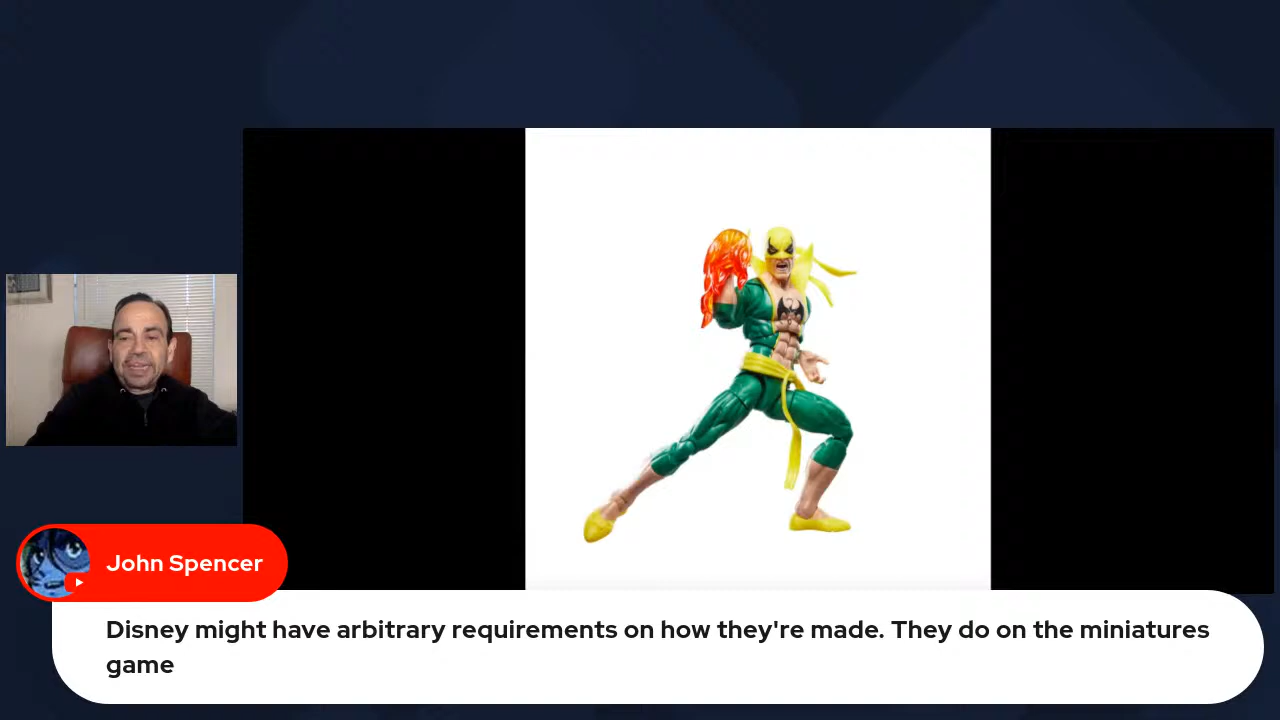 John Spencer
Disney might have arbitrary requirements on how they're made. They do on the miniatures
game